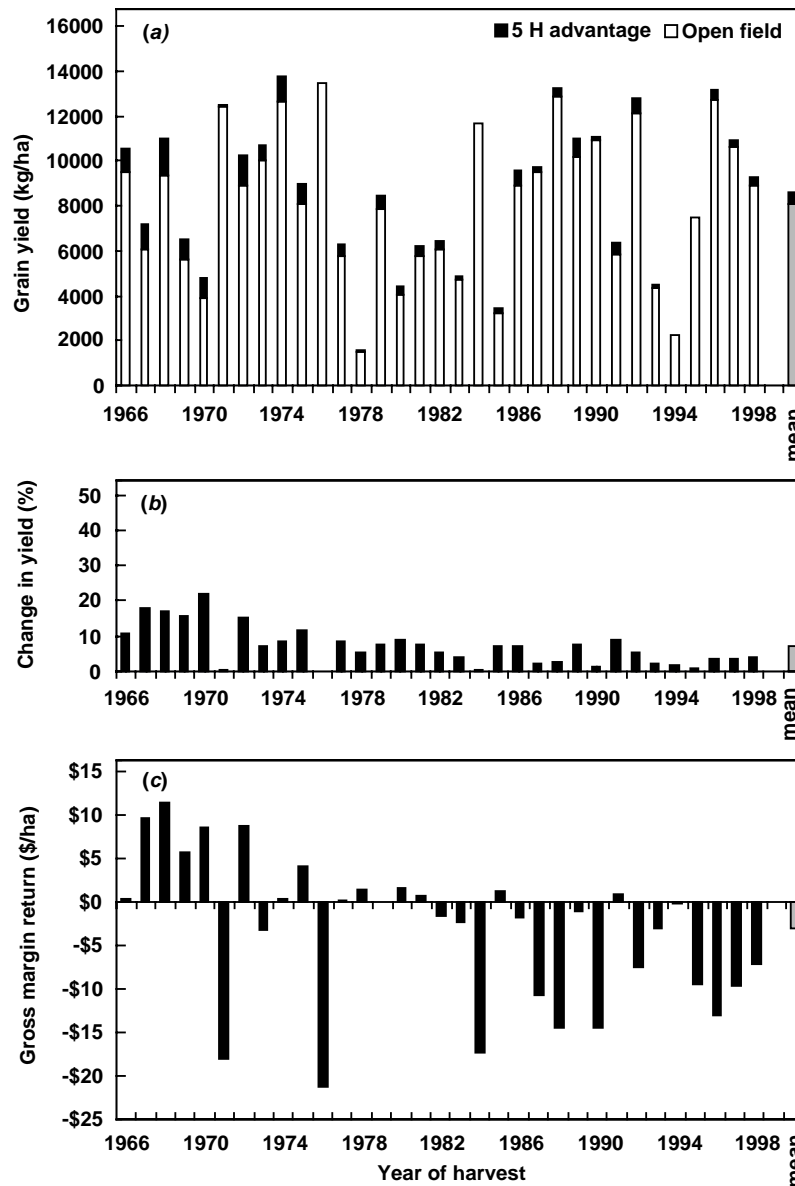 (a) 5 H advantage Open field
Grain yield (kg/ha)
16000
14000
12000
10000
8000
6000
4000
2000
0
1966 1970 1974 1978 1982 1986 1990 1994 1998 mean
(b)
Change in yield (%)
50
40
30
20
10
0
1966 1970 1974 1978 1982 1986 1990 1994 1998 mean
(c)
Gross margin return ($/ha)
$15
$10
$5
$0
-$5
-$10
-$15
-$20
-$25
1966 1970 1974 1978 1982 1986 1990 1994 1998 mean
Year of harvest